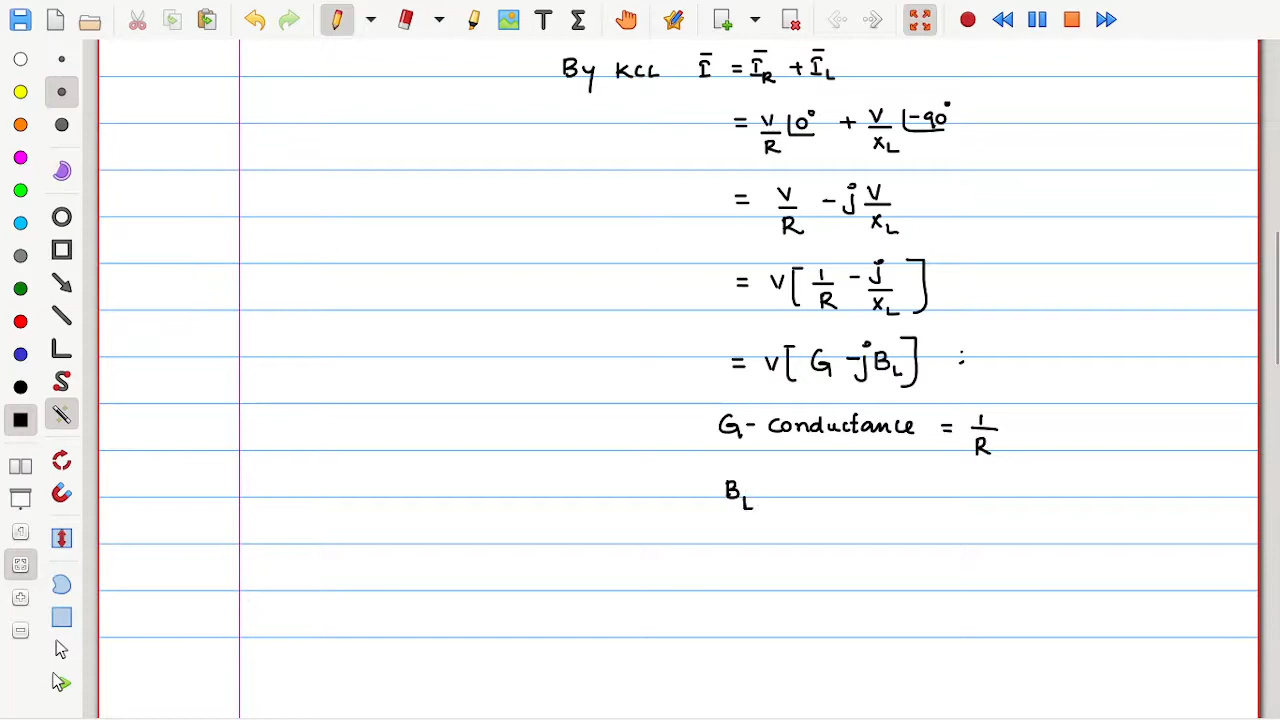 By KCL Ī = Ī_R + Ī_L
= V/R ∠0° + V/X_L ∠-90°
= V/R - j V/X_L
= V[ 1/R - j/X_L ]
= V[ G - jB_L ] :
G - conductance = 1/R
B_L